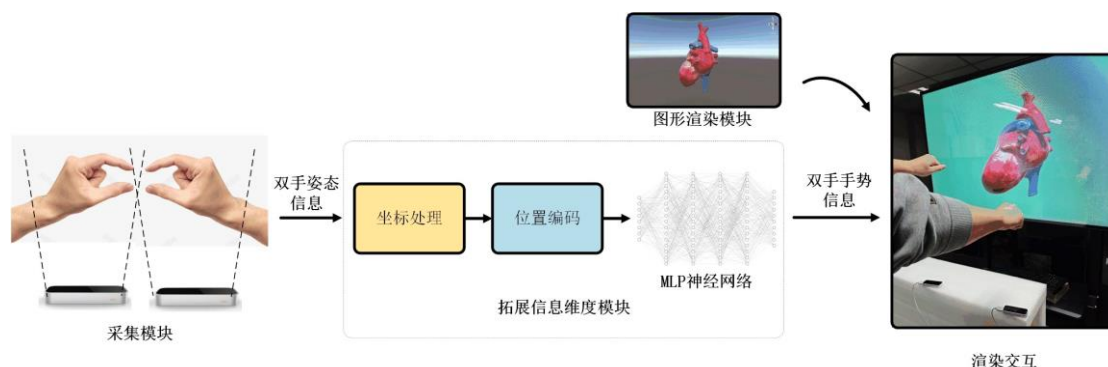 图形渲染模块
双手姿态
信息
坐标处理
位置编码
MLP神经网络
双手手势
信息
拓展信息维度模块
采集模块
渲染交互